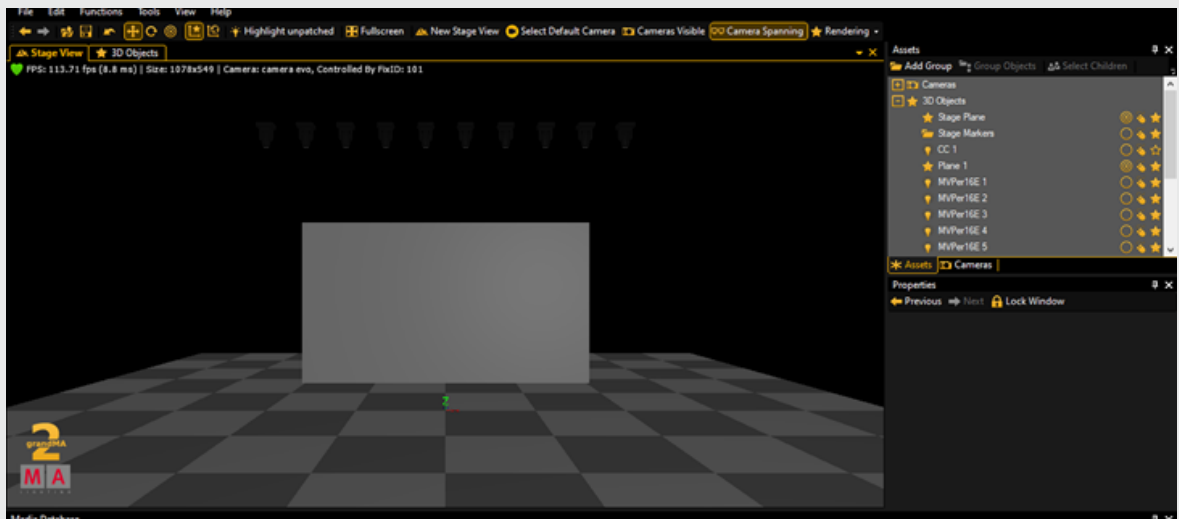 File Edit Functions Tools View Help
Highlight unpatched Fullscreen New Stage View Select Default Camera Cameras Visible Camera Spanning Rendering
Stage View 3D Objects
FPS: 113.71 fps (8.8 ms) | Size: 1078x549 | Camera: camera evo, Controlled By FixID: 101
Z
grandMA
2
MA
LIGHTING
Assets
Add Group Group Objects Select Children
Cameras
3D Objects
Stage Plane
Stage Markers
CC 1
Plane 1
MVPer16E 1
MVPer16E 2
MVPer16E 3
MVPer16E 4
MVPer16E 5
Assets Cameras
Properties
Previous Next Lock Window
Media Database